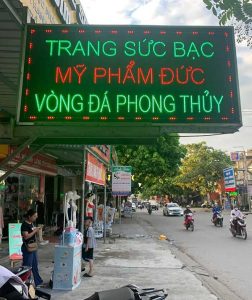 TRANG SỨC BẠC
MỸ PHẨM ĐỨC
VÒNG ĐÁ PHONG THỦY